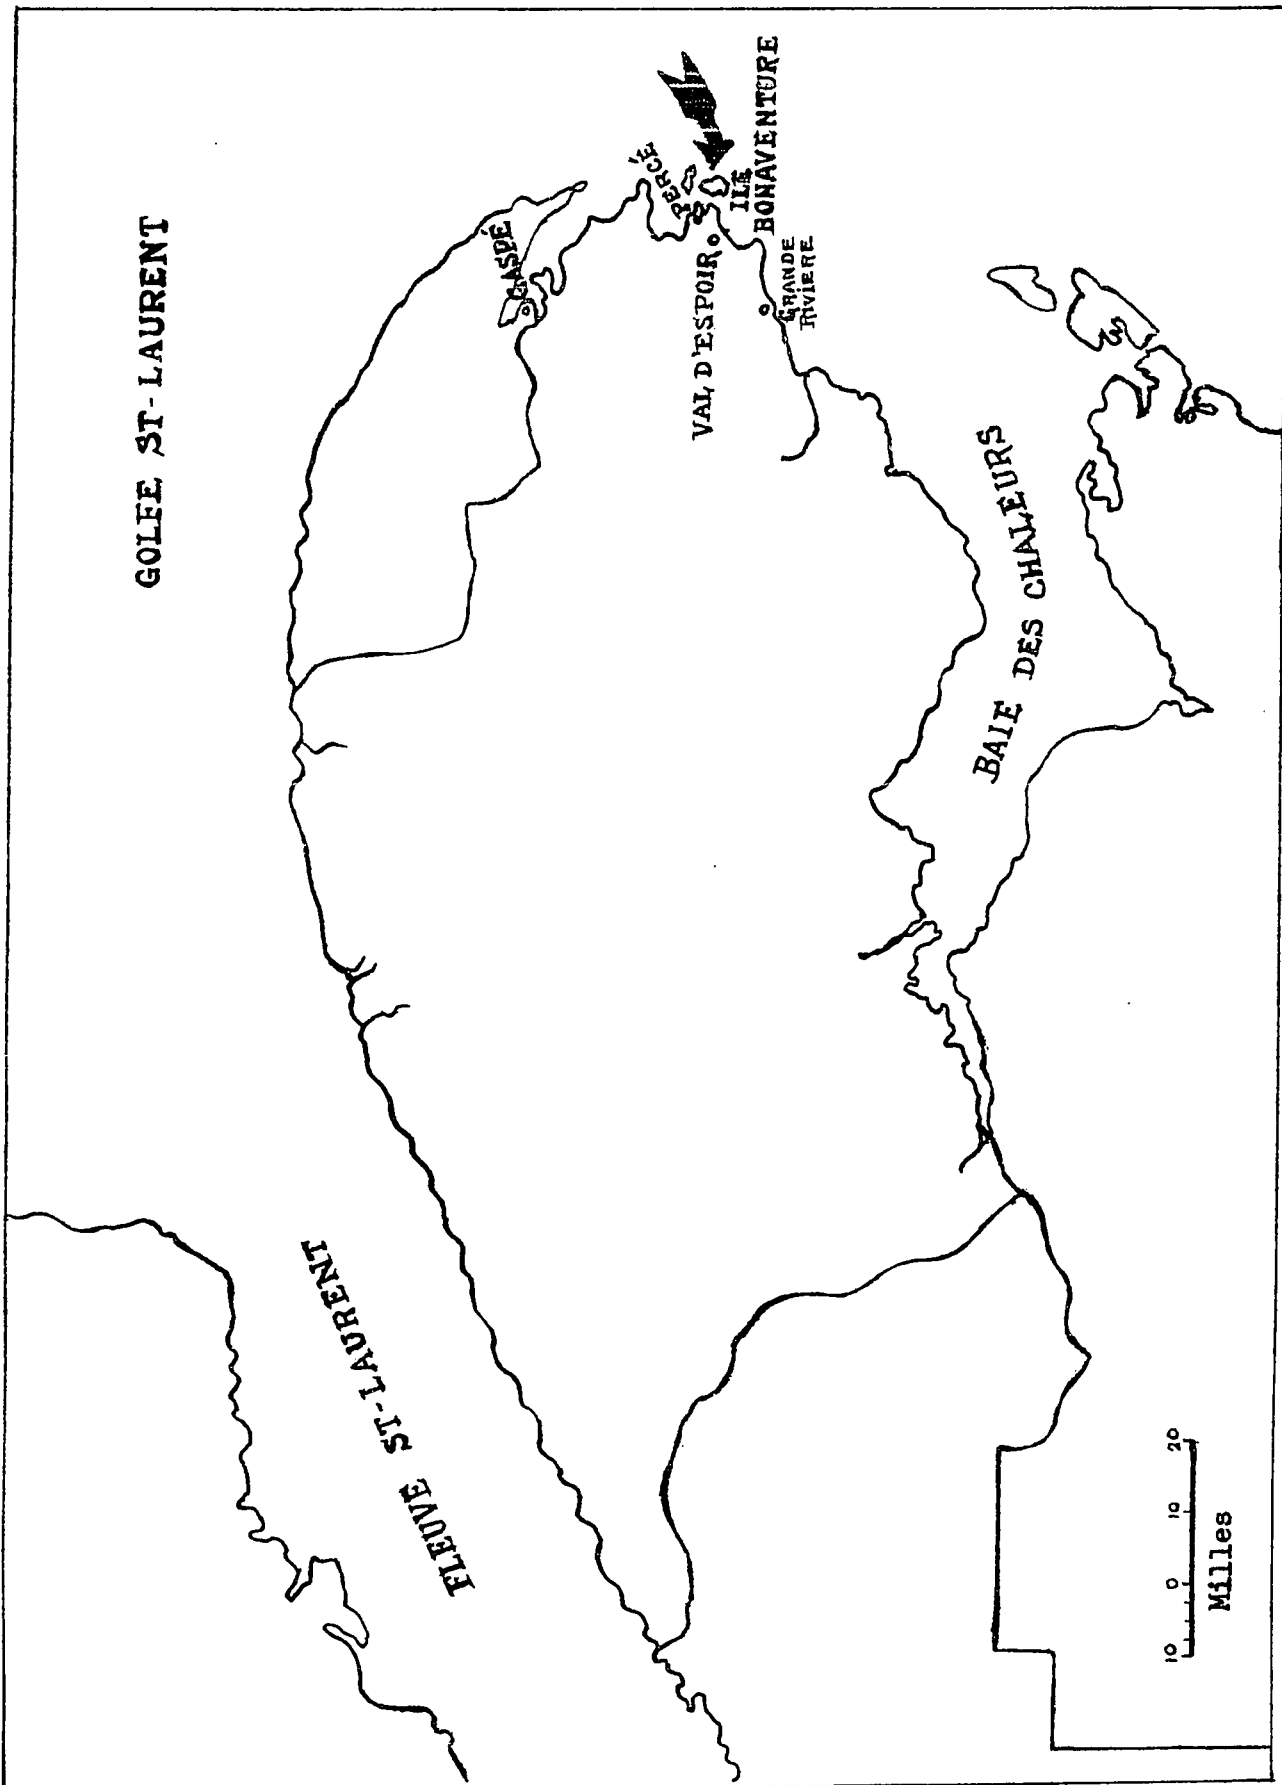 GOLFE ST-LAURENT
GASPÉ
PERCÉ
ILE
BONAVENTURE
VAL D'ESPOIR
GRANDE
RIVIERE
FLEUVE ST-LAURENT
BAIE DES CHALEURS
10 0 10 20
Milles